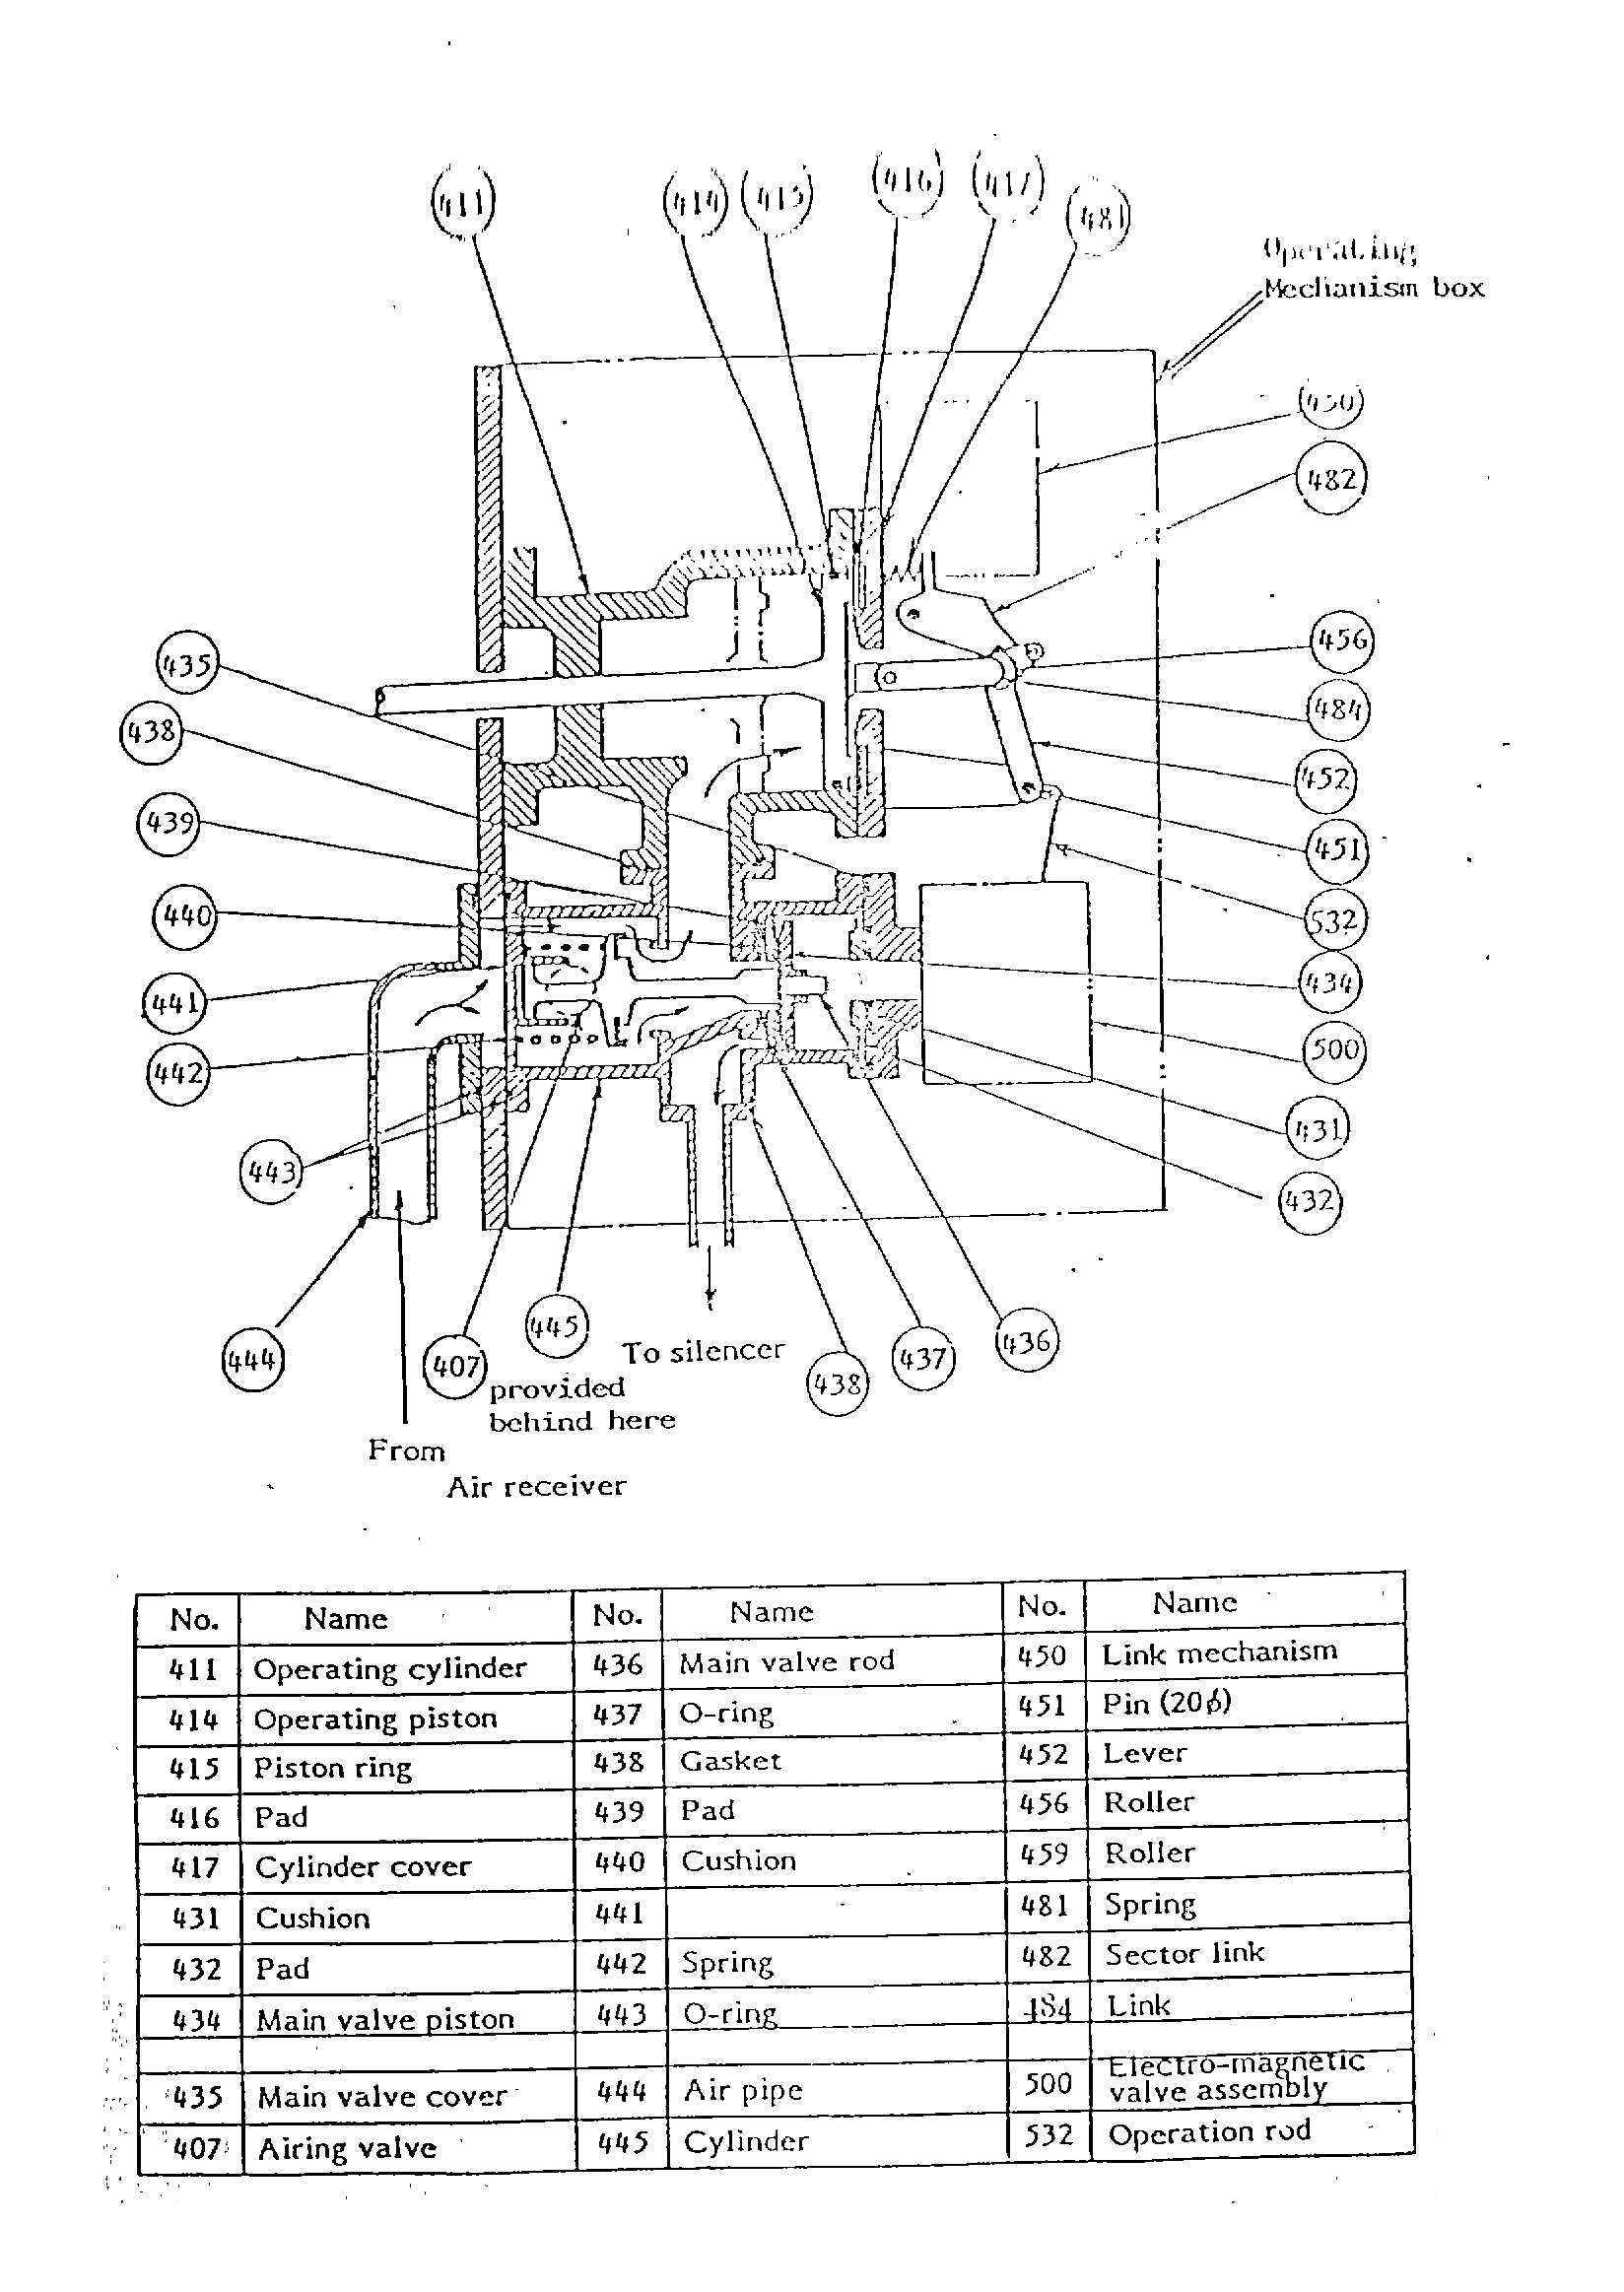 411
414
415
416
417
481
Operating
Mechanism box
450
482
435
456
438
484
439
452
451
440
532
441
434
442
500
431
443
432
445
444
407
To silencer
438
437
436
provided
behind here
From
Air receiver
No. Name No. Name No. Name
411 Operating cylinder 436 Main valve rod 450 Link mechanism
414 Operating piston 437 O-ring 451 Pin (20ϕ)
415 Piston ring 438 Gasket 452 Lever
416 Pad 439 Pad 456 Roller
417 Cylinder cover 440 Cushion 459 Roller
431 Cushion 441 481 Spring
432 Pad 442 Spring 482 Sector link
434 Main valve piston 443 O-ring 484 Link
435 Main valve cover 444 Air pipe 500 Electro-magnetic
valve assembly
407 Airing valve 445 Cylinder 532 Operation rod